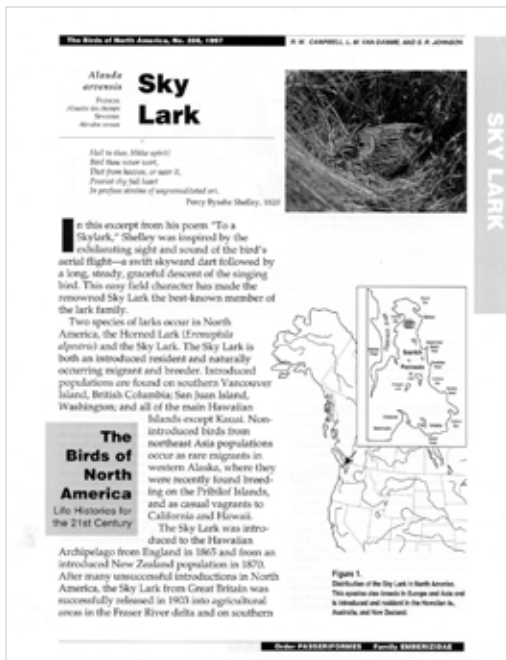 The Birds of North America, No. 286, 1997
R. W. CAMPBELL, L. M. VAN DAMME, AND S. R. JOHNSON
SKY LARK
Alauda
arvensis
Sky
Lark
Hail to thee, blithe spirit!
Bird thou never wert,
That from heaven, or near it,
Pourest thy full heart
In profuse strains of unpremeditated art.
Percy Bysshe Shelley, 1820
In this excerpt from his poem "To a
Skylark," Shelley was inspired by the
exhilarating sight and sound of the bird's
aerial flight—a swift skyward dart followed by
a long, steady, graceful descent of the singing
bird. This easy field character has made the
renowned Sky Lark the best-known member of
the lark family.
Two species of larks occur in North
America, the Horned Lark (Eremophila
alpestris) and the Sky Lark. The Sky Lark is
both an introduced resident and naturally
occurring migrant and breeder. Introduced
populations are found on southern Vancouver
Island, British Columbia; San Juan Island,
Washington; and all of the main Hawaiian
Islands except Kauai. Non-
introduced birds from
northeast Asia populations
occur as rare migrants in
western Alaska, where they
were recently found breed-
ing on the Pribilof Islands,
and as casual vagrants to
California and Hawaii.
The Sky Lark was intro-
duced to the Hawaiian
Archipelago from England in 1865 and from an
introduced New Zealand population in 1870.
After many unsuccessful introductions in North
America, the Sky Lark from Great Britain was
successfully released in 1903 into agricultural
areas in the Fraser River delta and on southern
The
Birds of
North
America
Life Histories for
the 21st Century
Saanich
Peninsula
Figure 1.
Distribution of the Sky Lark in North America.
This species also breeds in Europe and Asia and
is introduced and resident in the Hawaiian Is.,
Australia, and New Zealand.
Order PASSERIFORMES Family EMBERIZIDAE